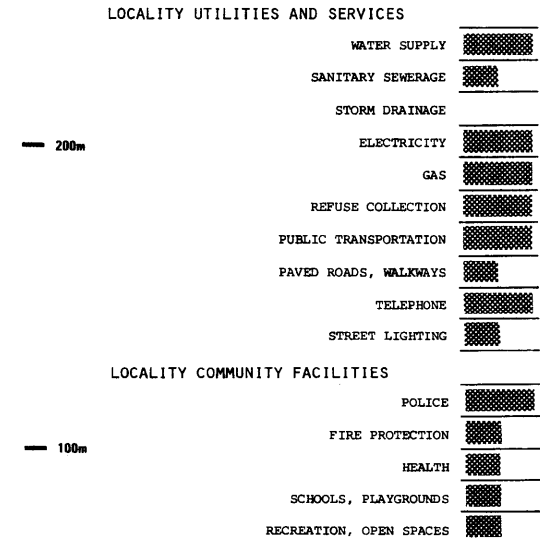 LOCALITY UTILITIES AND SERVICES
WATER SUPPLY
SANITARY SEWERAGE
STORM DRAINAGE
200m
ELECTRICITY
GAS
REFUSE COLLECTION
PUBLIC TRANSPORTATION
PAVED ROADS, WALKWAYS
TELEPHONE
STREET LIGHTING
LOCALITY COMMUNITY FACILITIES
POLICE
FIRE PROTECTION
100m
HEALTH
SCHOOLS, PLAYGROUNDS
RECREATION, OPEN SPACES